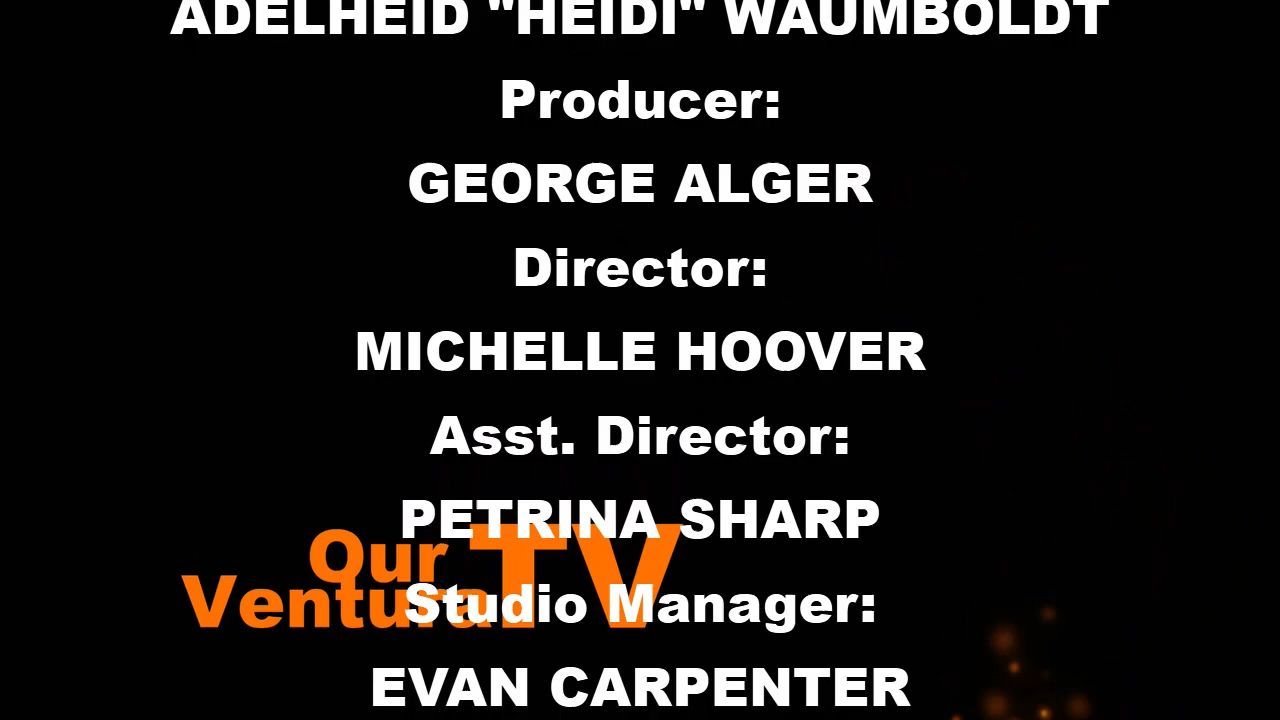 ADELHEID "HEIDI" WAUMBOLDT
Producer:
GEORGE ALGER
Director:
MICHELLE HOOVER
Asst. Director:
PETRINA SHARP
Our
Ventura TV
Studio Manager:
EVAN CARPENTER